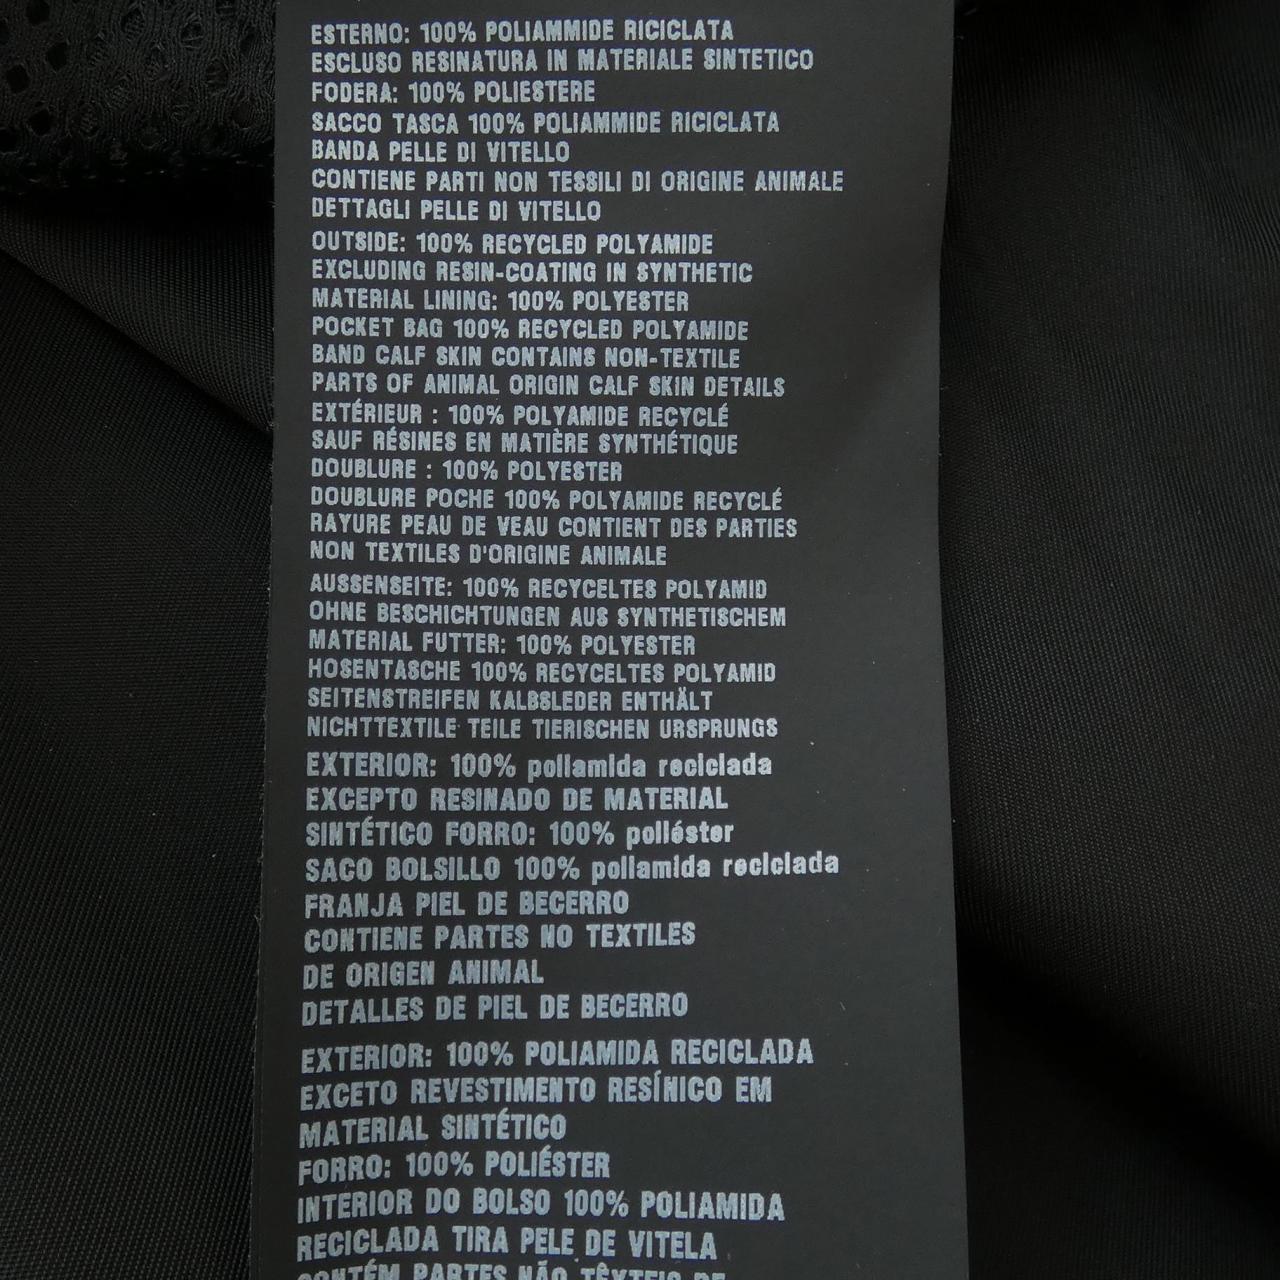 ESTERNO: 100% POLIAMMIDE RICICLATA
ESCLUSO RESINATURA IN MATERIALE SINTETICO
FODERA: 100% POLIESTERE
SACCO TASCA 100% POLIAMMIDE RICICLATA
BANDA PELLE DI VITELLO
CONTIENE PARTI NON TESSILI DI ORIGINE ANIMALE
DETTAGLI PELLE DI VITELLO
OUTSIDE: 100% RECYCLED POLYAMIDE
EXCLUDING RESIN-COATING IN SYNTHETIC
MATERIAL LINING: 100% POLYESTER
POCKET BAG 100% RECYCLED POLYAMIDE
BAND CALF SKIN CONTAINS NON-TEXTILE
PARTS OF ANIMAL ORIGIN CALF SKIN DETAILS
EXTÉRIEUR : 100% POLYAMIDE RECYCLÉ
SAUF RÉSINES EN MATIÈRE SYNTHÉTIQUE
DOUBLURE : 100% POLYESTER
DOUBLURE POCHE 100% POLYAMIDE RECYCLÉ
RAYURE PEAU DE VEAU CONTIENT DES PARTIES
NON TEXTILES D'ORIGINE ANIMALE
AUSSENSEITE: 100% RECYCELTES POLYAMID
OHNE BESCHICHTUNGEN AUS SYNTHETISCHEM
MATERIAL FUTTER: 100% POLYESTER
HOSENTASCHE 100% RECYCELTES POLYAMID
SEITENSTREIFEN KALBSLEDER ENTHÄLT
NICHTTEXTILE TEILE TIERISCHEN URSPRUNGS
EXTERIOR: 100% poliamida reciclada
EXCEPTO RESINADO DE MATERIAL
SINTÉTICO FORRO: 100% poliéster
SACO BOLSILLO 100% poliamida reciclada
FRANJA PIEL DE BECERRO
CONTIENE PARTES NO TEXTILES
DE ORIGEN ANIMAL
DETALLES DE PIEL DE BECERRO
EXTERIOR: 100% POLIAMIDA RECICLADA
EXCETO REVESTIMENTO RESÍNICO EM
MATERIAL SINTÉTICO
FORRO: 100% POLIÉSTER
INTERIOR DO BOLSO 100% POLIAMIDA
RECICLADA TIRA PELE DE VITELA
CONTÉM PARTES NÃO TÊXTEIS DE